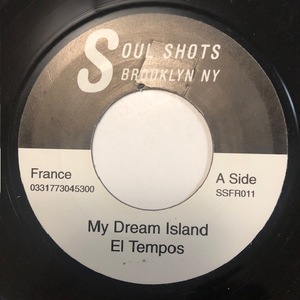 SOUL SHOTS
BROOKLYN NY
France
0331773045300
A Side
SSFR011
My Dream Island
El Tempos